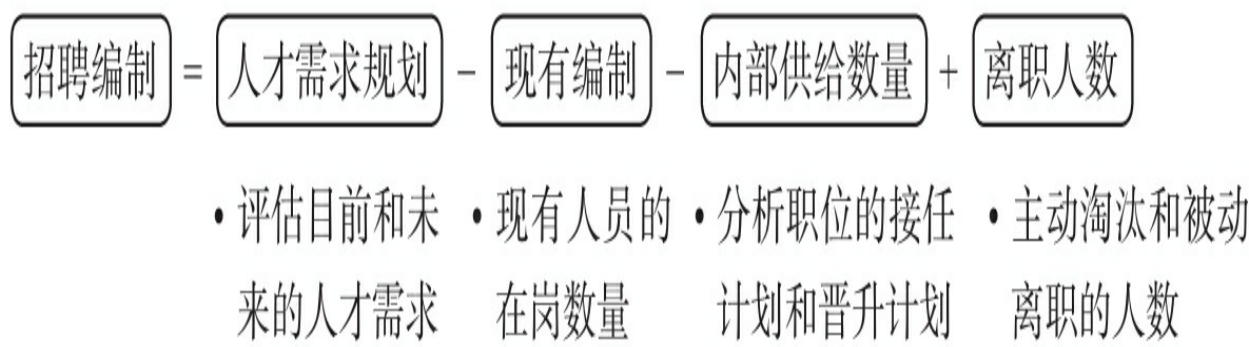 招聘编制 = 人才需求规划 - 现有编制 - 内部供给数量 + 离职人数
• 评估目前和未来的人才需求
• 现有人员的在岗数量
• 分析职位的接任计划和晋升计划
• 主动淘汰和被动离职的人数